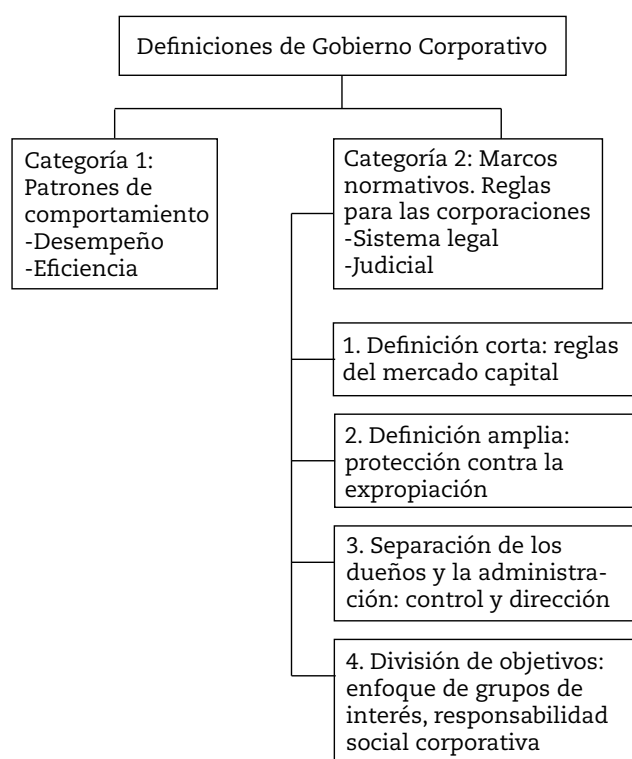 Definiciones de Gobierno Corporativo
Categoría 1:
Patrones de
comportamiento
-Desempeño
-Eficiencia
Categoría 2: Marcos
normativos. Reglas
para las corporaciones
-Sistema legal
-Judicial
1. Definición corta: reglas
del mercado capital
2. Definición amplia:
protección contra la
expropiación
3. Separación de los
dueños y la administra-
ción: control y dirección
4. División de objetivos:
enfoque de grupos de
interés, responsabilidad
social corporativa